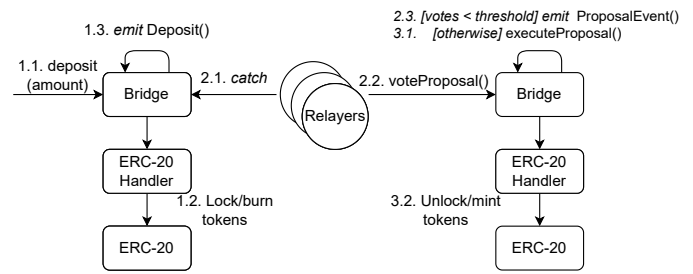 2.3. [votes < threshold] emit ProposalEvent()
3.1. [otherwise] executeProposal()
1.3. emit Deposit()
1.1. deposit
(amount)
2.1. catch
2.2. voteProposal()
Bridge
Relayers
Bridge
ERC-20
Handler
ERC-20
Handler
1.2. Lock/burn
tokens
3.2. Unlock/mint
tokens
ERC-20
ERC-20